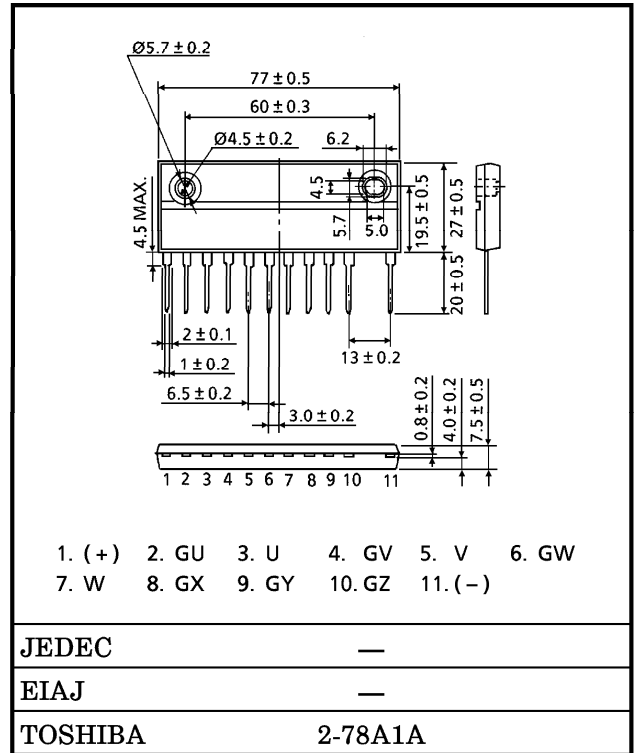 Ø5.7±0.2
77±0.5
60±0.3
Ø4.5±0.2 6.2
4.5 MAX.
4.5
5.7
5.0
19.5±0.5
27±0.5
20±0.5
2±0.1
1±0.2
13±0.2
6.5±0.2
3.0±0.2
0.8±0.2
4.0±0.2
7.5±0.5
1 2 3 4 5 6 7 8 9 10 11
1. (+) 2. GU 3. U 4. GV 5. V 6. GW
7. W 8. GX 9. GY 10. GZ 11. (−)
JEDEC —
EIAJ —
TOSHIBA 2-78A1A